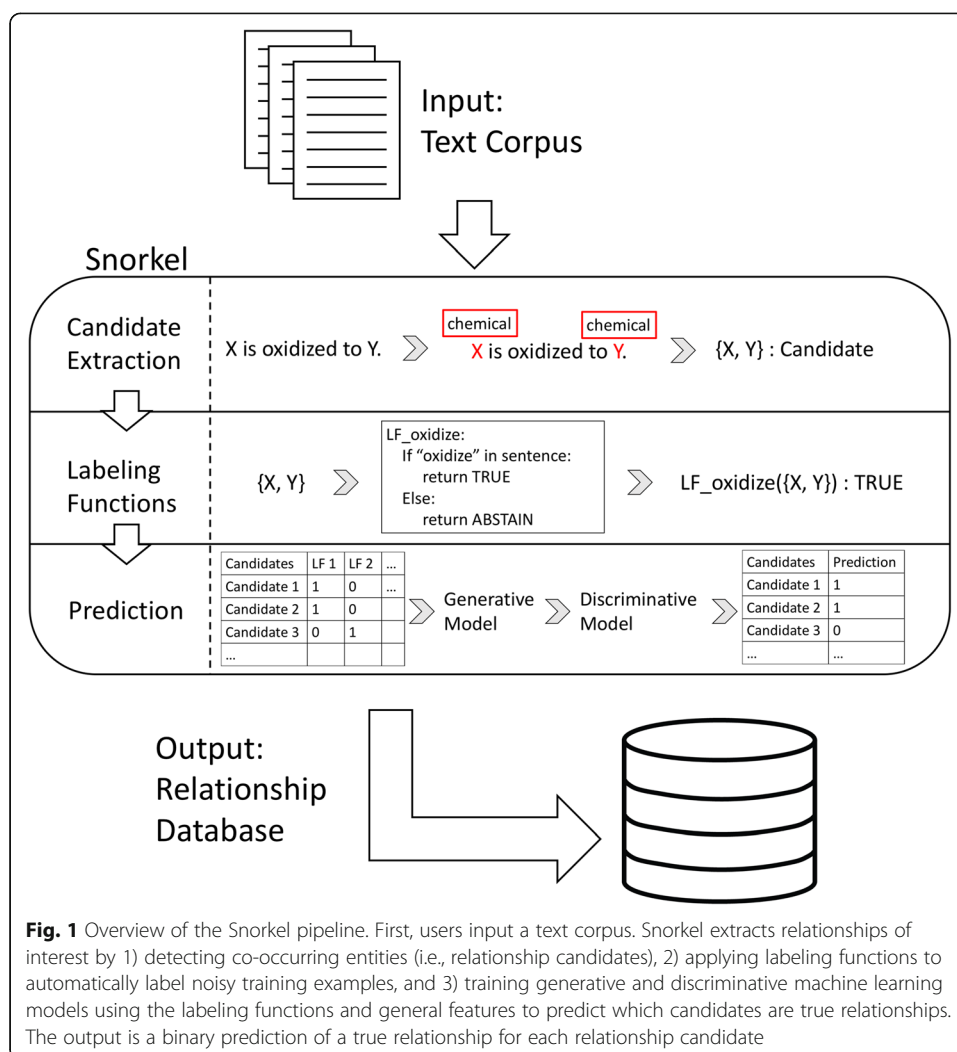 Input:
Text Corpus
Snorkel
Candidate
Extraction
X is oxidized to Y.
chemical
chemical
X is oxidized to Y.
{X, Y} : Candidate
Labeling
Functions
{X, Y}
LF_oxidize:
If “oxidize” in sentence:
return TRUE
Else:
return ABSTAIN
LF_oxidize({X, Y}) : TRUE
Prediction
Candidates LF 1 LF 2 ...
Candidate 1 1 0 ...
Candidate 2 1 0
Candidate 3 0 1
...
Generative
Model
Discriminative
Model
Candidates Prediction
Candidate 1 1
Candidate 2 1
Candidate 3 0
... ...
Output:
Relationship
Database
Fig. 1 Overview of the Snorkel pipeline. First, users input a text corpus. Snorkel extracts relationships of
interest by 1) detecting co-occurring entities (i.e., relationship candidates), 2) applying labeling functions to
automatically label noisy training examples, and 3) training generative and discriminative machine learning
models using the labeling functions and general features to predict which candidates are true relationships.
The output is a binary prediction of a true relationship for each relationship candidate